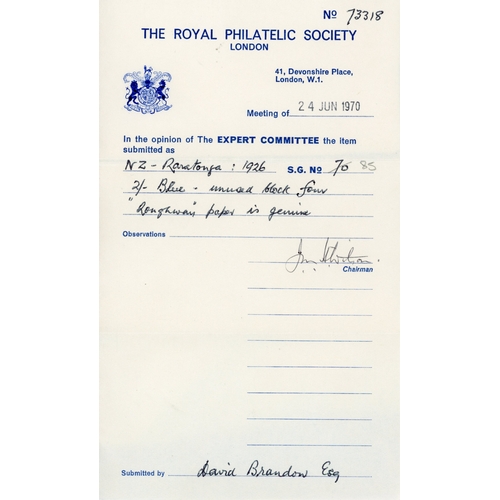 No 73318
THE ROYAL PHILATELIC SOCIETY
LONDON
41, Devonshire Place,
London, W.1.
Meeting of 24 JUN 1970
In the opinion of The EXPERT COMMITTEE the item
submitted as
NZ - Raratonga : 1926 S.G. No 70 85
2/- Blue - unused block four
paper is genuine
Observations
Chairman
Submitted by David Brandon Esq